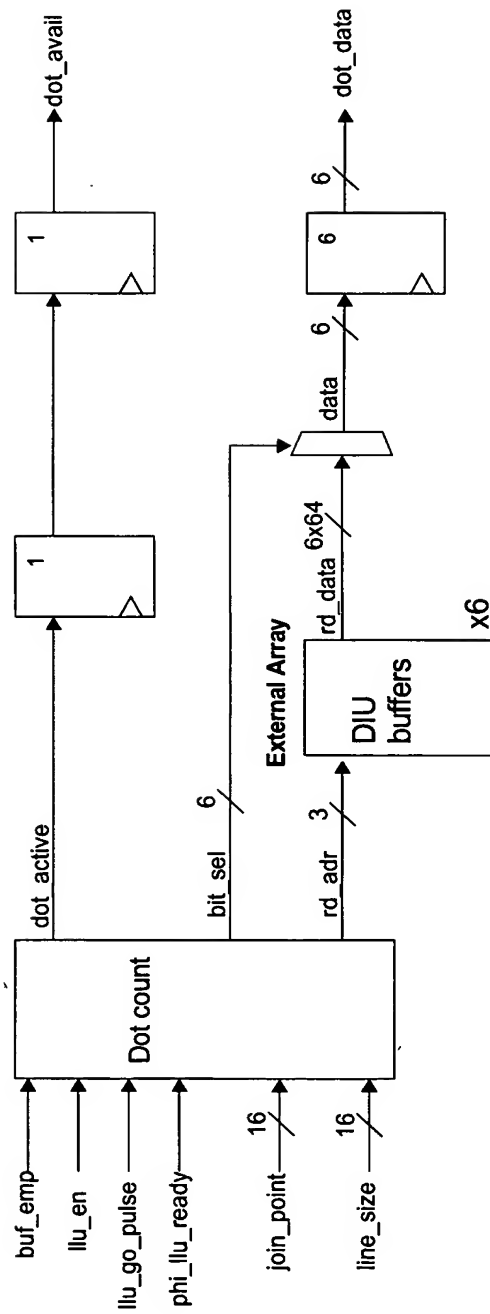 buf_emp
llu_en
llu_go_pulse
phi_llu_ready
join_point
16
line_size
16
Dot count
dot_active
bit_sel
6
rd_adr
3
External Array
DIU
buffers
x6
rd_data
6x64
data
6
1
1
6
6
dot_avail
dot_data